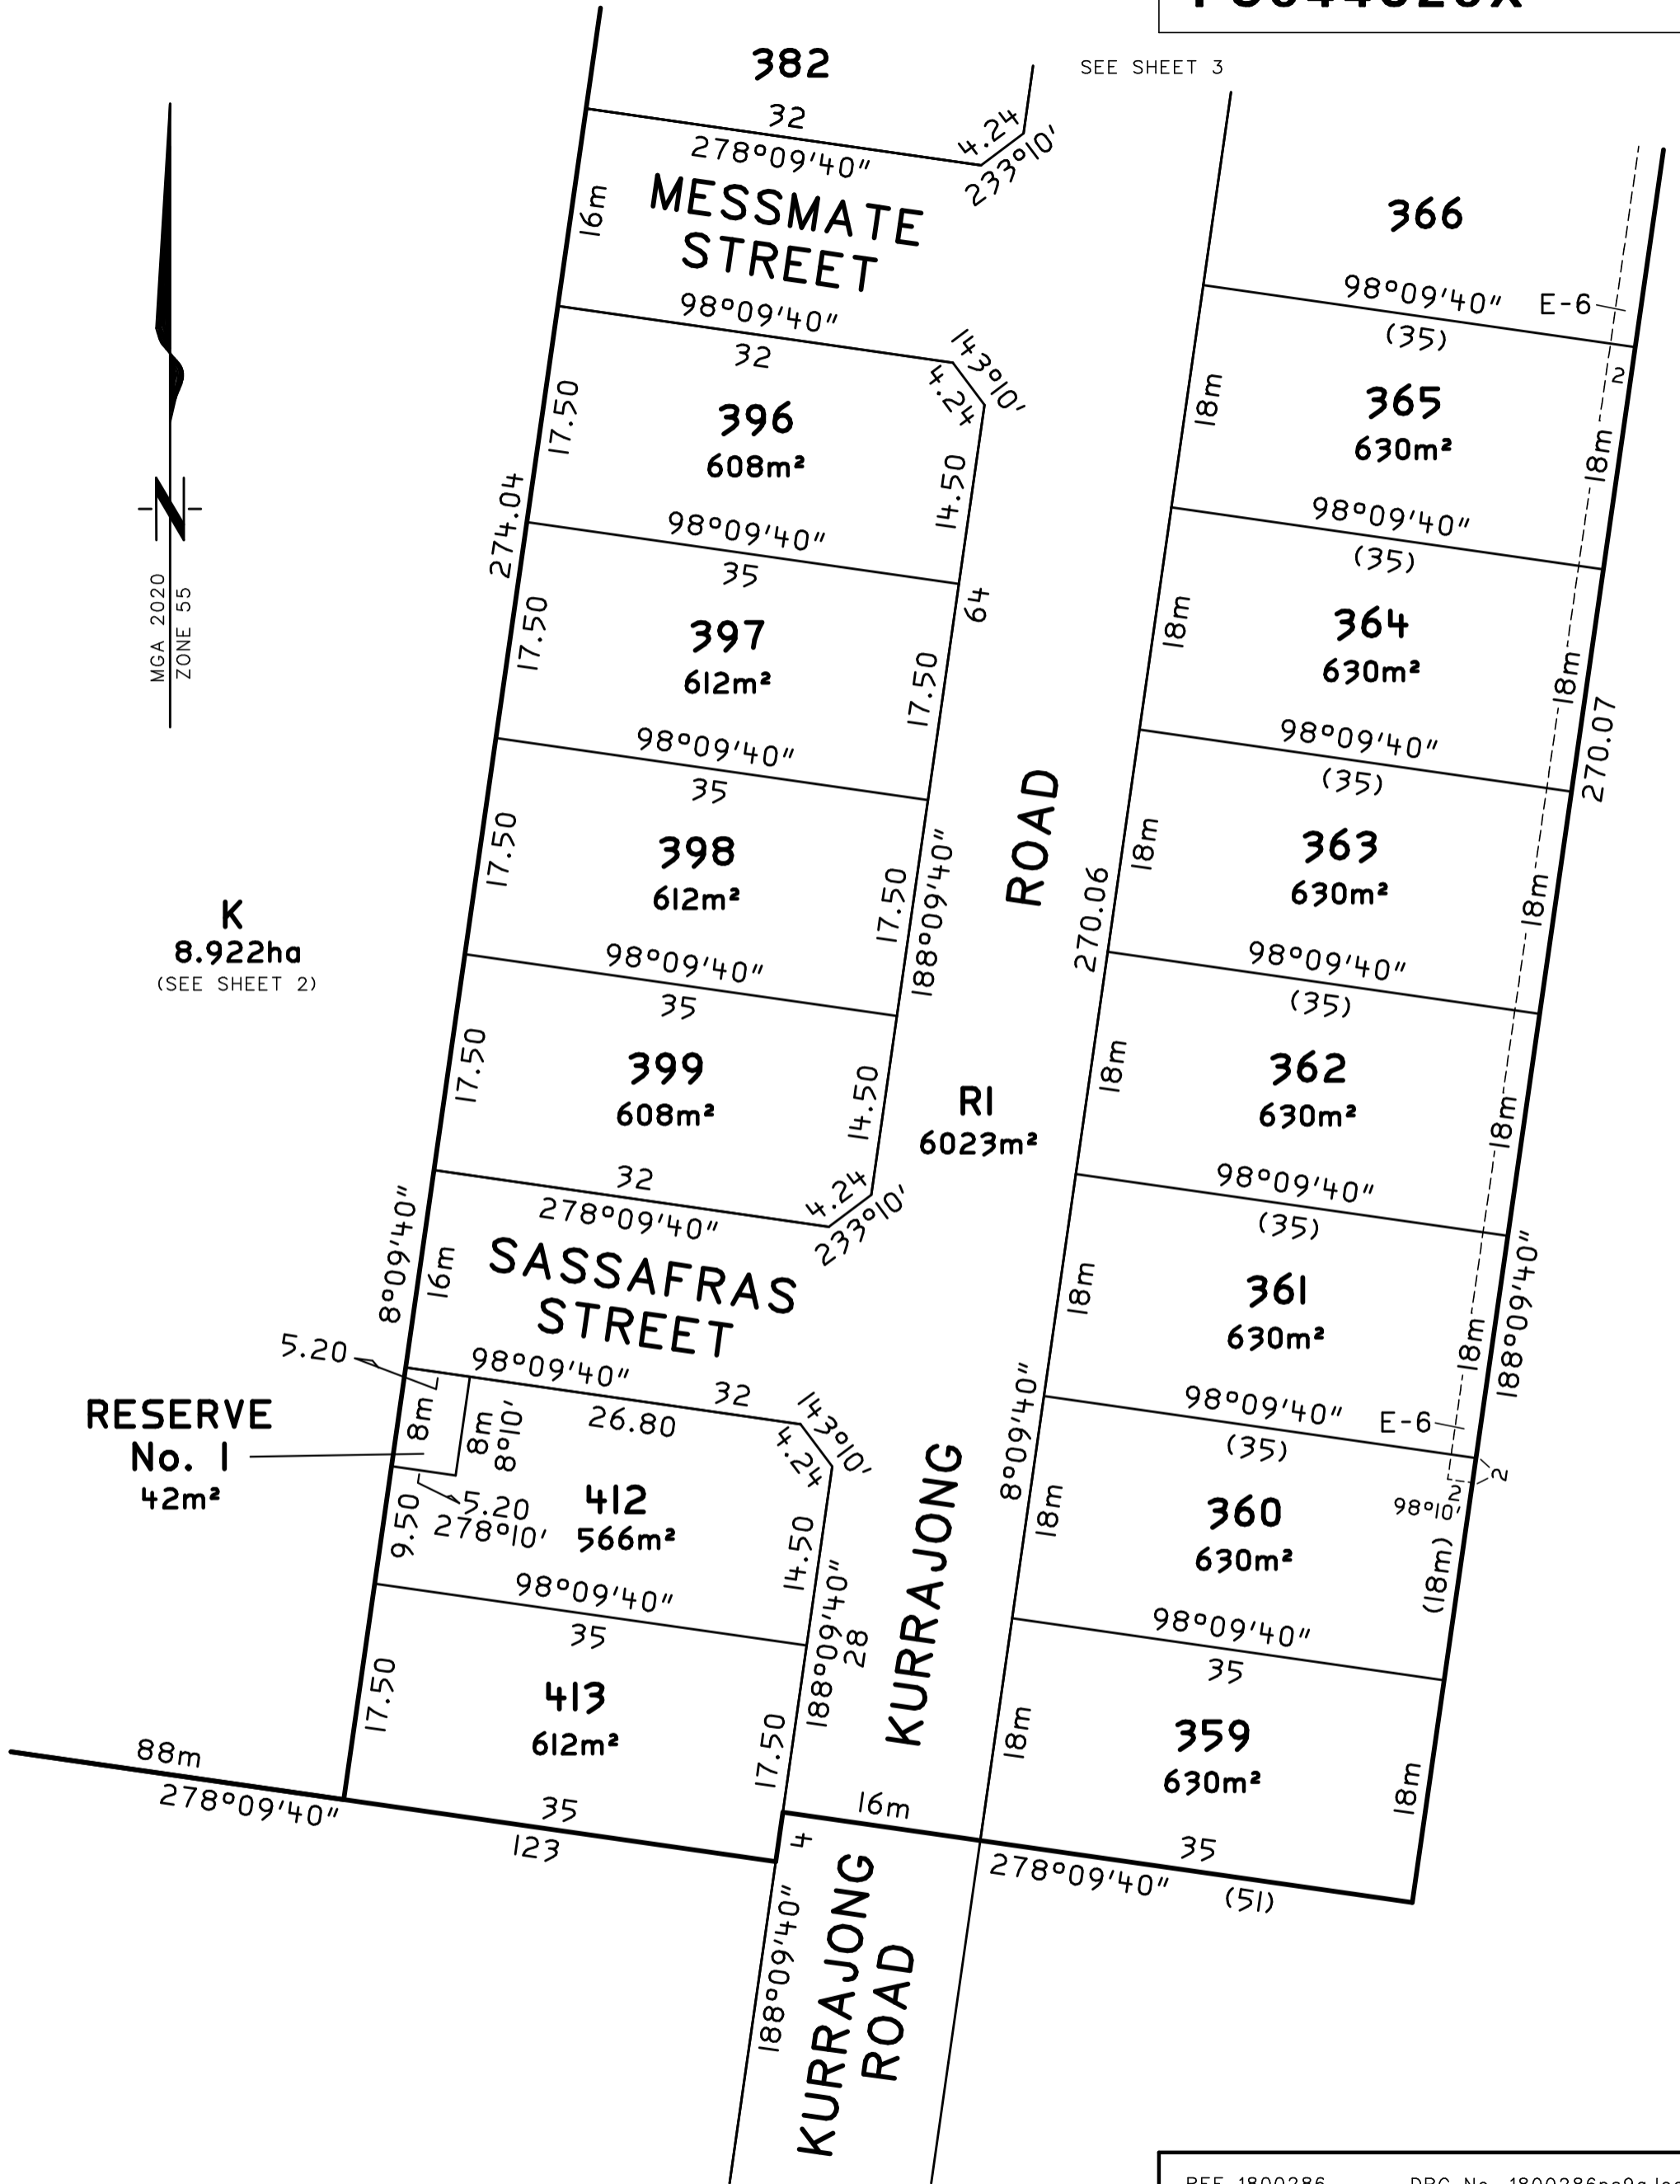 SEE SHEET 3
382
32
278°09'40"
4.24
233°10'
16m
MESSMATE
STREET
98°09'40"
32
143°10'
4.24
17.50
396
608m²
14.50
274.04
98°09'40"
35
64
17.50
397
612m²
17.50
98°09'40"
35
17.50
398
612m²
17.50
188°09'40"
98°09'40"
35
17.50
399
608m²
14.50
32
278°09'40"
4.24
233°10'
8°09'40"
16m
SASSAFRAS
STREET
5.20
98°09'40"
32
26.80
143°10'
4.24
RESERVE
No. 1
42m²
8m
8m
8°10'
5.20
278°10'
9.50
412
566m²
14.50
98°09'40"
35
188°09'40"
28
17.50
413
612m²
17.50
88m
278°09'40"
35
123
4
16m
188°09'40"
KURRAJONG
ROAD
KURRAJONG
ROAD
R1
6023m²
270.06
8°09'40"
366
98°09'40"
E-6
(35)
2
18m
365
630m²
18m
98°09'40"
(35)
18m
364
630m²
18m
270.07
98°09'40"
(35)
18m
363
630m²
18m
98°09'40"
(35)
18m
362
630m²
18m
98°09'40"
(35)
18m
361
630m²
18m
188°09'40"
98°09'40"
E-6
(35)
2
2
98°10'
18m
360
630m²
(18m)
98°09'40"
35
18m
359
630m²
18m
35
278°09'40"
(51)
MGA 2020
ZONE 55
N
K
8.922ha
(SEE SHEET 2)